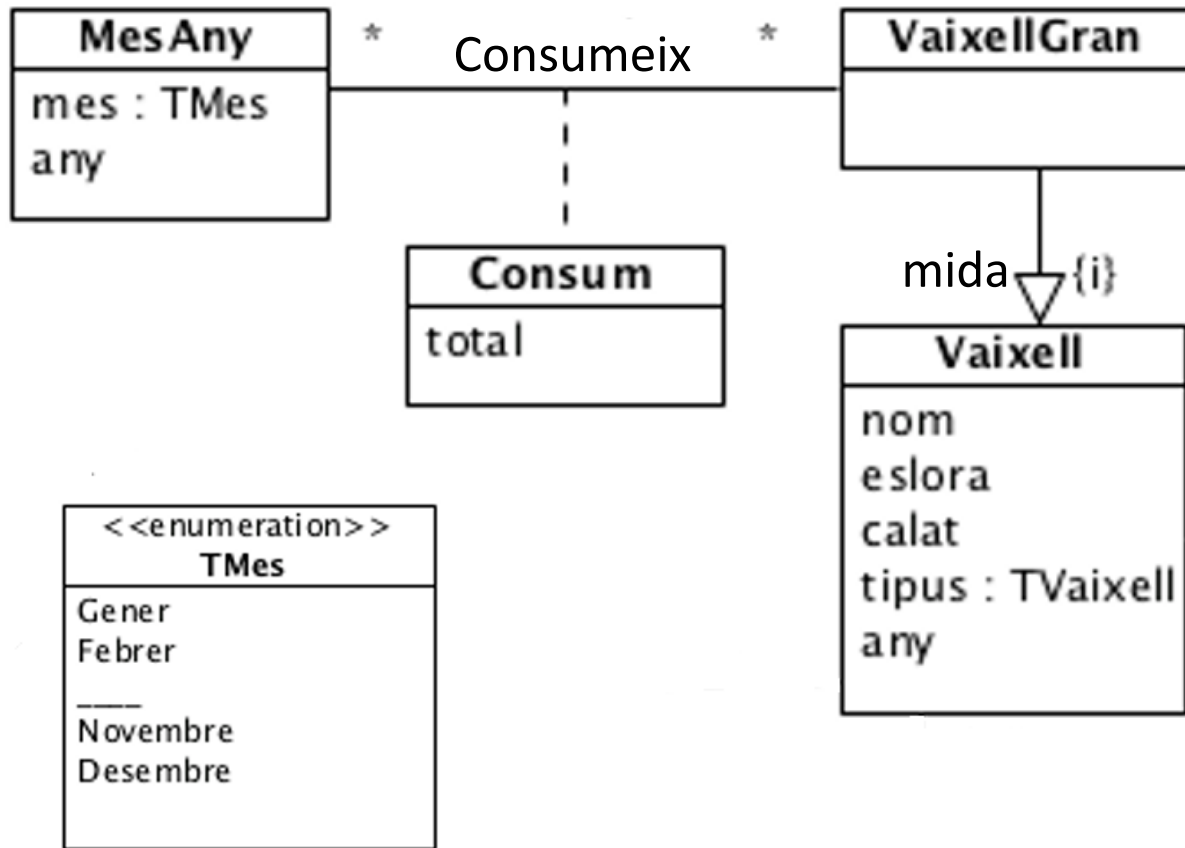 MesAny
mes : TMes
any
*
Consumeix
*
VaixellGran
Consum
total
mida
{i}
Vaixell
nom
eslora
calat
tipus : TVaixell
any
<<enumeration>>
TMes
Gener
Febrer
____
Novembre
Desembre